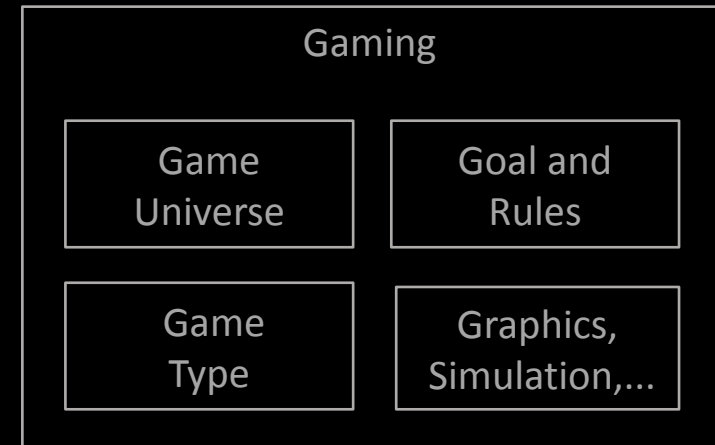 Gaming
Game
Universe
Goal and
Rules
Game
Type
Graphics,
Simulation,...